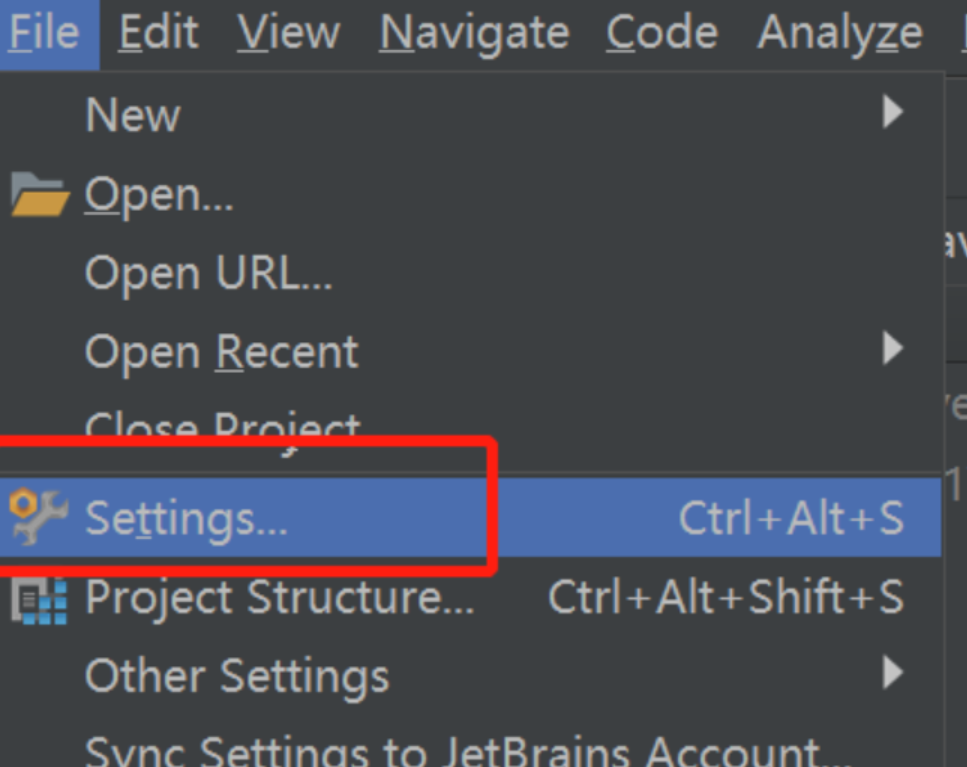 File Edit View Navigate Code Analyze
New
Open...
Open URL...
Open Recent
Close Project
Settings... Ctrl+Alt+S
Project Structure... Ctrl+Alt+Shift+S
Other Settings
Sync Settings to JetBrains Account...